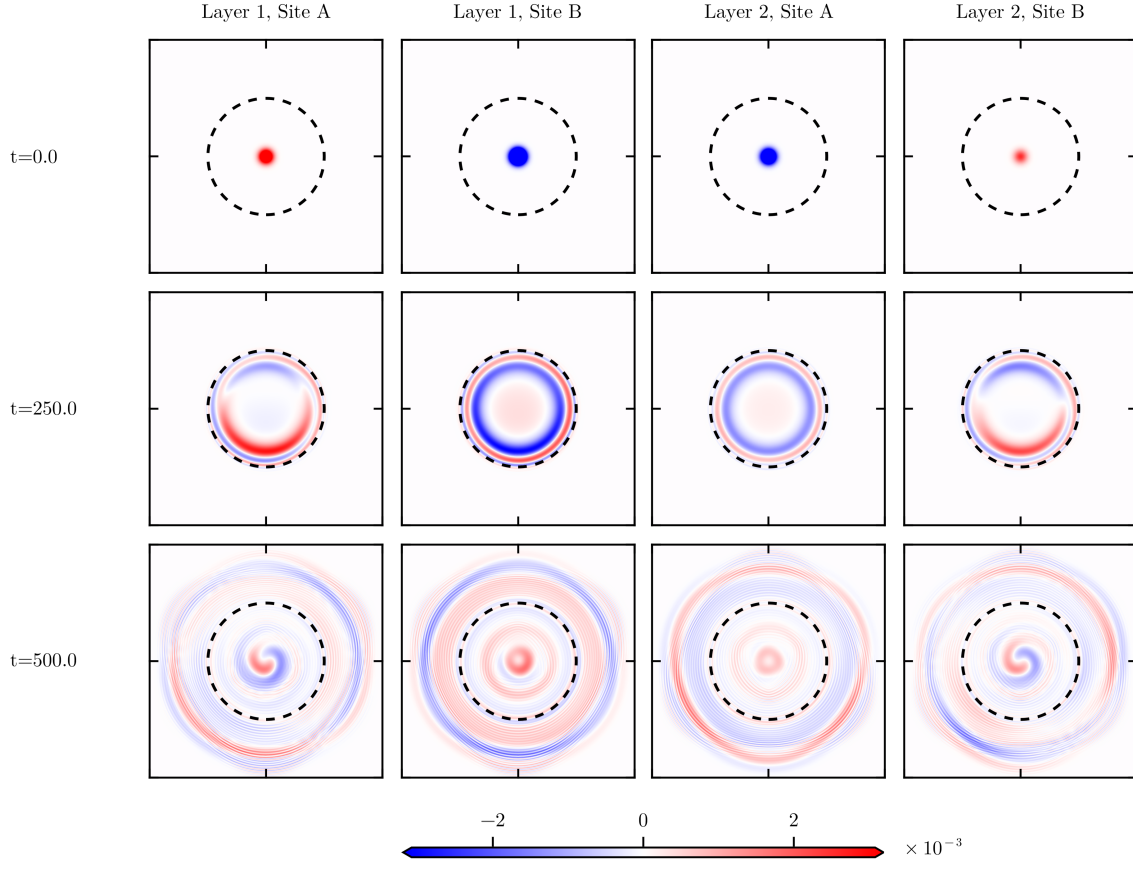 Layer 1, Site A Layer 1, Site B Layer 2, Site A Layer 2, Site B
t=0.0
t=250.0
t=500.0
−2 0 2
× 10⁻³